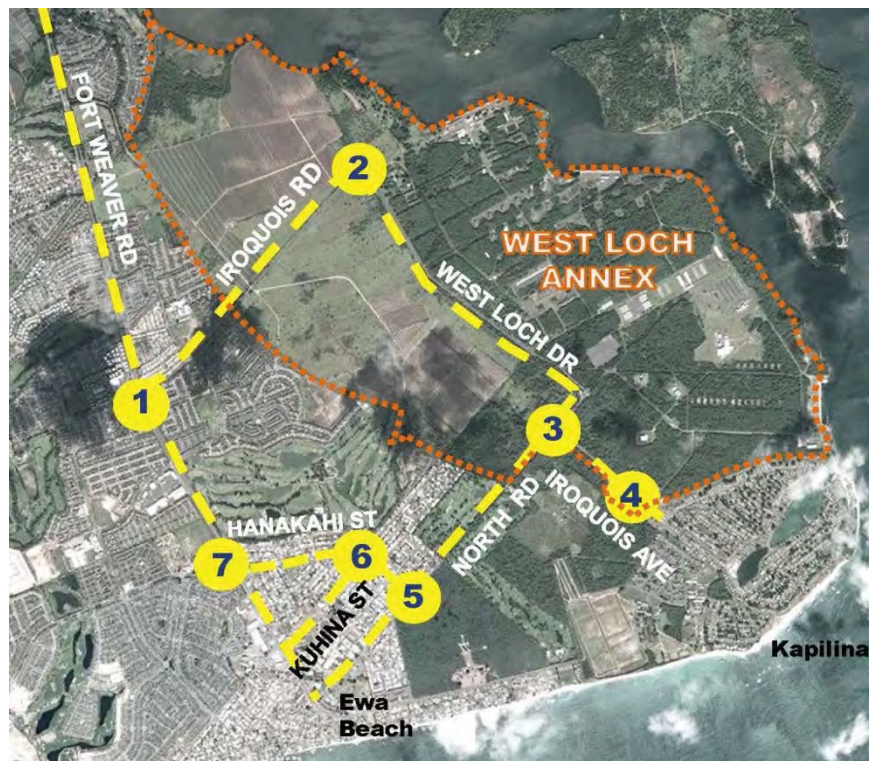 FORT WEAVER RD
2
IROQUOIS RD
WEST LOCH
ANNEX
WEST LOCH DR
1
3
4
IROQUOIS AVE
NORTH RD
HANAKAHI ST
6
7
5
KUHINA ST
Kapilina
Ewa
Beach